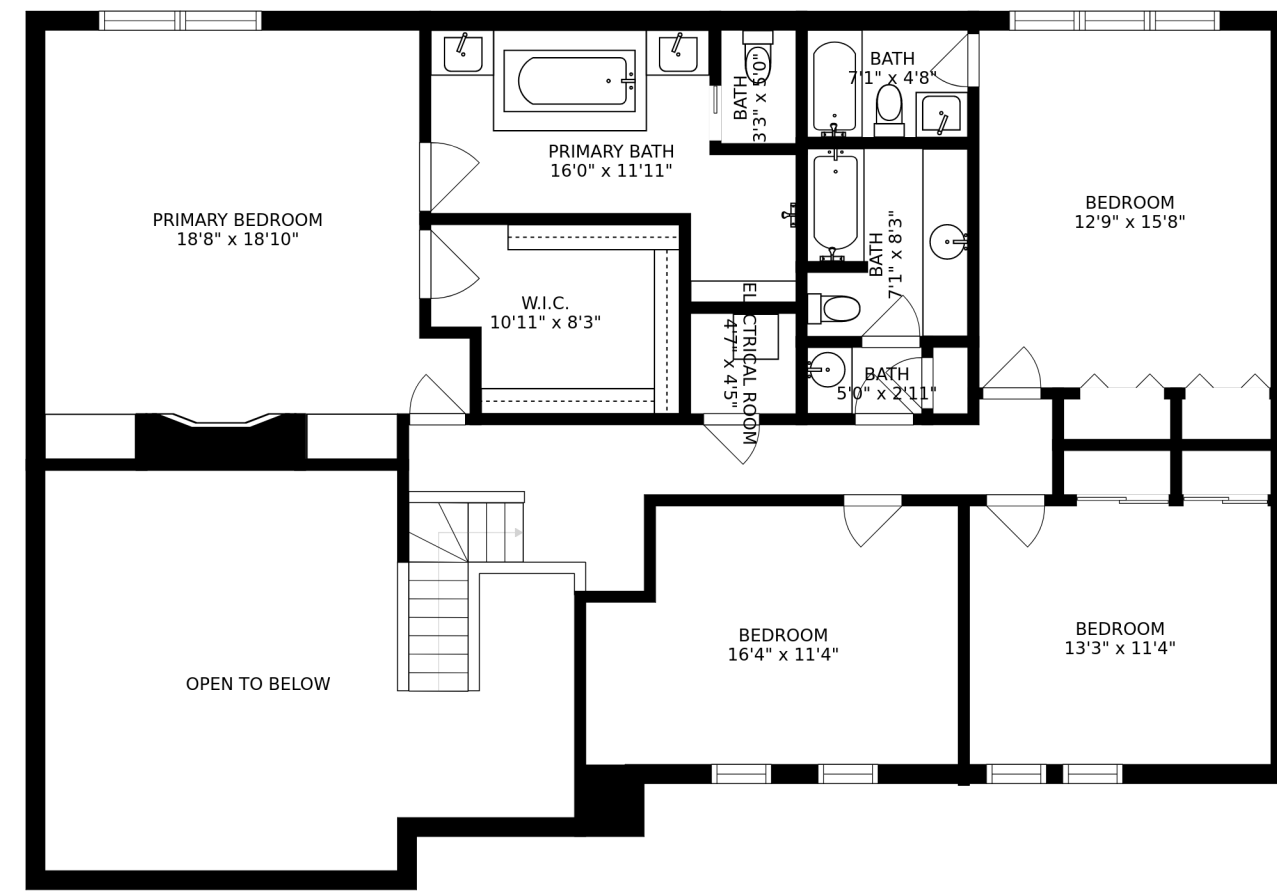 PRIMARY BEDROOM
18'8" x 18'10"
PRIMARY BATH
16'0" x 11'11"
BATH
3'3" x 5'0"
BATH
7'1" x 4'8"
BEDROOM
12'9" x 15'8"
BATH
7'1" x 8'3"
W.I.C.
10'11" x 8'3"
ELECTRICAL ROOM
4'7" x 4'5"
BATH
5'0" x 2'11"
OPEN TO BELOW
BEDROOM
16'4" x 11'4"
BEDROOM
13'3" x 11'4"